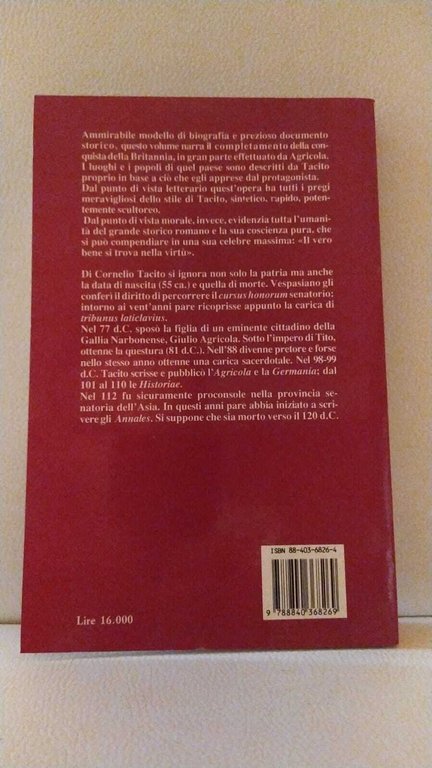 Ammirabile modello di biografia e prezioso documento
storico, questo volume narra il completamento della con-
quista della Britannia, in gran parte effettuato da Agricola.
I luoghi e i popoli di quel paese sono descritti da Tacito
proprio in base a ciò che egli apprese dal protagonista.
Dal punto di vista letterario quest'opera ha tutti i pregi
meravigliosi dello stile di Tacito, sintetico, rapido, poten-
temente scultoreo.
Dal punto di vista morale, invece, evidenzia tutta l'umani-
tà del grande storico romano e la sua coscienza pura, che
si può compendiare in una sua celebre massima: «Il vero
bene si trova nella virtù».
Di Cornelio Tacito si ignora non solo la patria ma anche
la data di nascita (55 ca.) e quella di morte. Vespasiano gli
conferì il diritto di percorrere il cursus honorum senatorio;
intorno ai vent'anni pare ricoprisse appunto la carica di
tribunus laticlavius.
Nel 77 d.C. sposò la figlia di un eminente cittadino della
Gallia Narbonense, Giulio Agricola. Sotto l'impero di Tito,
ottenne la questura (81 d.C.). Nell'88 divenne pretore e forse
nello stesso anno ottenne una carica sacerdotale. Nel 98-99
d.C. Tacito scrisse e pubblicò l'Agricola e la Germania; dal
101 al 110 le Historiae.
Nel 112 fu sicuramente proconsole nella provincia se-
natoria dell'Asia. In questi anni pare abbia iniziato a scri-
vere gli Annales. Si suppone che sia morto verso il 120 d.C.
ISBN 88-403-6826-4
9 788840 368269
Lire 16.000